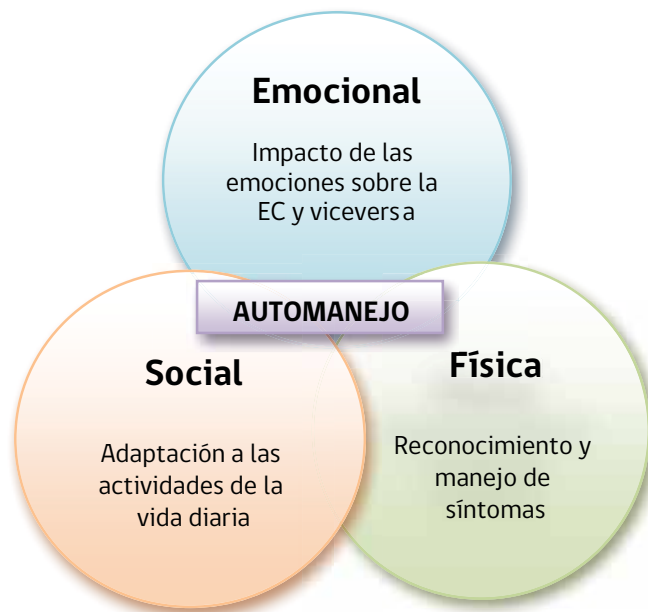 Emocional
Impacto de las
emociones sobre la
EC y viceversa
AUTOMANEJO
Social
Adaptación a las
actividades de la
vida diaria
Física
Reconocimiento y
manejo de
síntomas